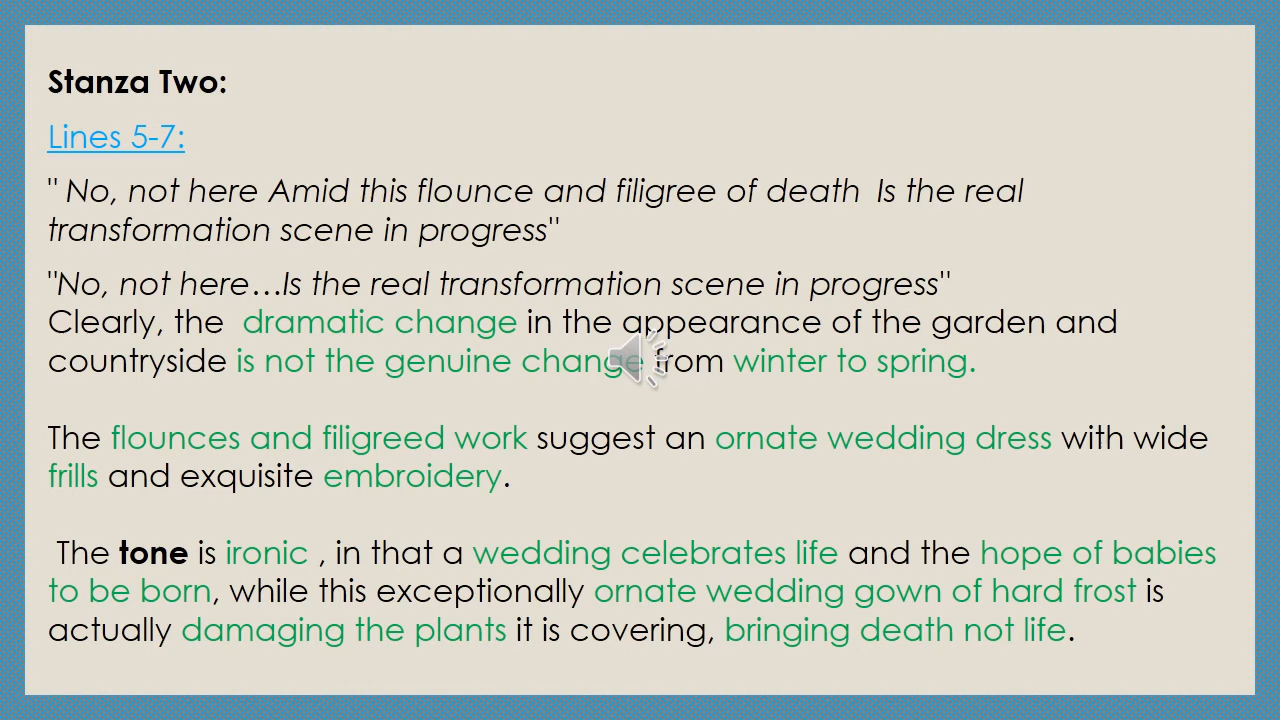 Stanza Two:
Lines 5-7:
" No, not here Amid this flounce and filigree of death  Is the real
transformation scene in progress"
"No, not here…Is the real transformation scene in progress"
Clearly, the  dramatic change in the appearance of the garden and
countryside is not the genuine change from winter to spring.
The flounces and filigreed work suggest an ornate wedding dress with wide
frills and exquisite embroidery.
The tone is ironic , in that a wedding celebrates life and the hope of babies
to be born, while this exceptionally ornate wedding gown of hard frost is
actually damaging the plants it is covering, bringing death not life.